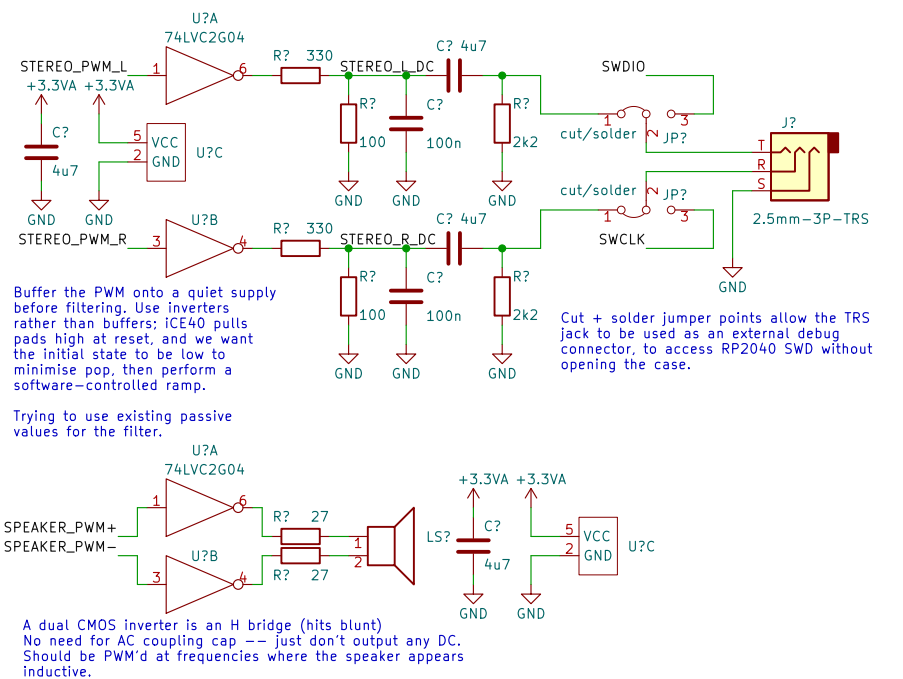 U?A
74LVC2G04
STEREO_PWM_L
1
6
R? 330
STEREO_L_DC
C? 4u7
SWDIO
+3.3VA
+3.3VA
C?
4u7
5
2
VCC
GND
U?C
GND
GND
R?
100
C?
100n
R?
2k2
GND
GND
GND
1
2
3
cut/solder
JP?
J?
T
R
S
2.5mm-3P-TRS
GND
cut/solder
2
JP?
1
3
SWCLK
U?B
STEREO_PWM_R
3
4
R? 330
STEREO_R_DC
C? 4u7
R?
100
C?
100n
R?
2k2
GND
GND
GND
Buffer the PWM onto a quiet supply
before filtering. Use inverters
rather than buffers; iCE40 pulls
pads high at reset, and we want
the initial state to be low to
minimise pop, then perform a
software-controlled ramp.
Trying to use existing passive
values for the filter.
Cut + solder jumper points allow the TRS
jack to be used as an external debug
connector, to access RP2040 SWD without
opening the case.
U?A
74LVC2G04
1
6
SPEAKER_PWM+
SPEAKER_PWM-
U?B
3
4
R? 27
R? 27
1
2
LS?
+3.3VA
+3.3VA
C?
4u7
5
2
VCC
GND
U?C
GND
GND
A dual CMOS inverter is an H bridge (hits blunt)
No need for AC coupling cap -- just don't output any DC.
Should be PWM'd at frequencies where the speaker appears
inductive.